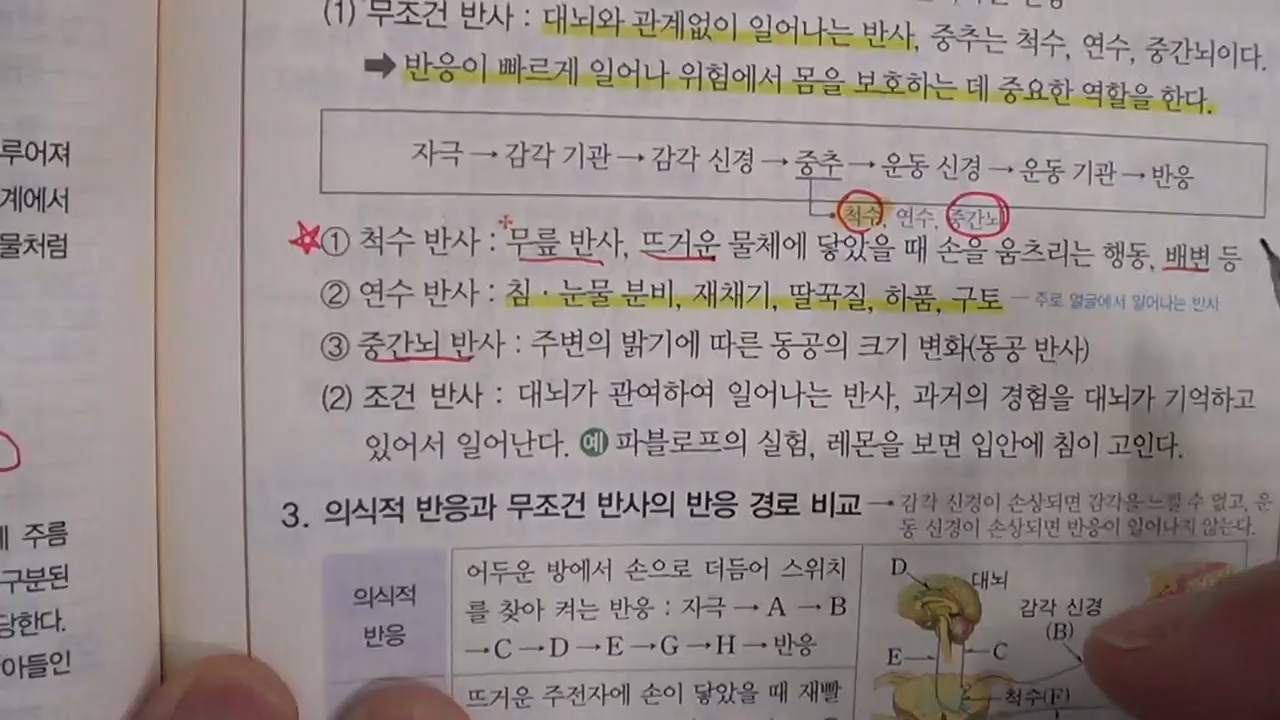 (1) 무조건 반사 : 대뇌와 관계없이 일어나는 반사, 중추는 척수, 연수, 중간뇌이다.
➡ 반응이 빠르게 일어나 위험에서 몸을 보호하는 데 중요한 역할을 한다.
루어져
자극 → 감각 기관 → 감각 신경 → 중추 → 운동 신경 → 운동 기관 → 반응
계에서
척수, 연수, 중간뇌
물처럼
① 척수 반사 : 무릎 반사, 뜨거운 물체에 닿았을 때 손을 움츠리는 행동, 배변 등
② 연수 반사 : 침·눈물 분비, 재채기, 딸꾹질, 하품, 구토 — 주로 얼굴에서 일어나는 반사
③ 중간뇌 반사 : 주변의 밝기에 따른 동공의 크기 변화(동공 반사)
(2) 조건 반사 : 대뇌가 관여하여 일어나는 반사, 과거의 경험을 대뇌가 기억하고
있어서 일어난다. 예 파블로프의 실험, 레몬을 보면 입안에 침이 고인다.
3. 의식적 반응과 무조건 반사의 반응 경로 비교 → 감각 신경이 손상되면 감각을 느낄 수 없고, 운
동 신경이 손상되면 반응이 일어나지 않는다.
주름
구분된
당한다.
아들인
의식적
반응
어두운 방에서 손으로 더듬어 스위치
를 찾아 켜는 반응 : 자극 → A → B
→ C → D → E → G → H → 반응
뜨거운 주전자에 손이 닿았을 때 재빨
D
대뇌
감각 신경
(B)
E
C
척수(F)